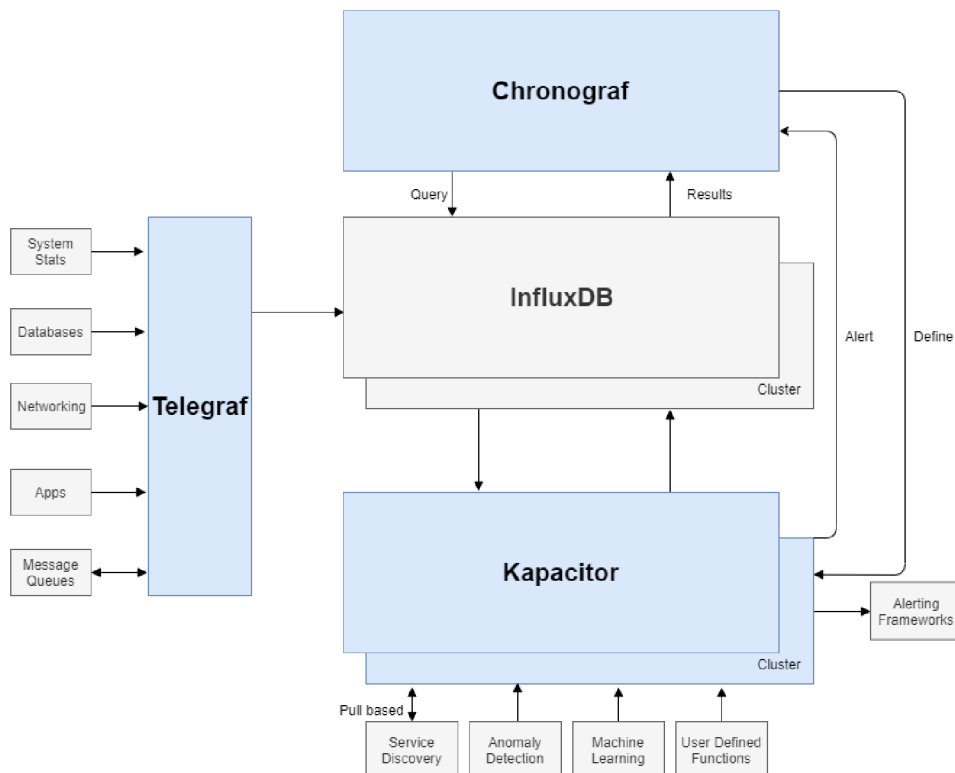 Chronograf
Query
Results
System
Stats
InfluxDB
Databases
Alert
Define
Cluster
Networking
Telegraf
Apps
Message
Queues
Kapacitor
Alerting
Frameworks
Cluster
Pull based
Service
Discovery
Anomaly
Detection
Machine
Learning
User Defined
Functions